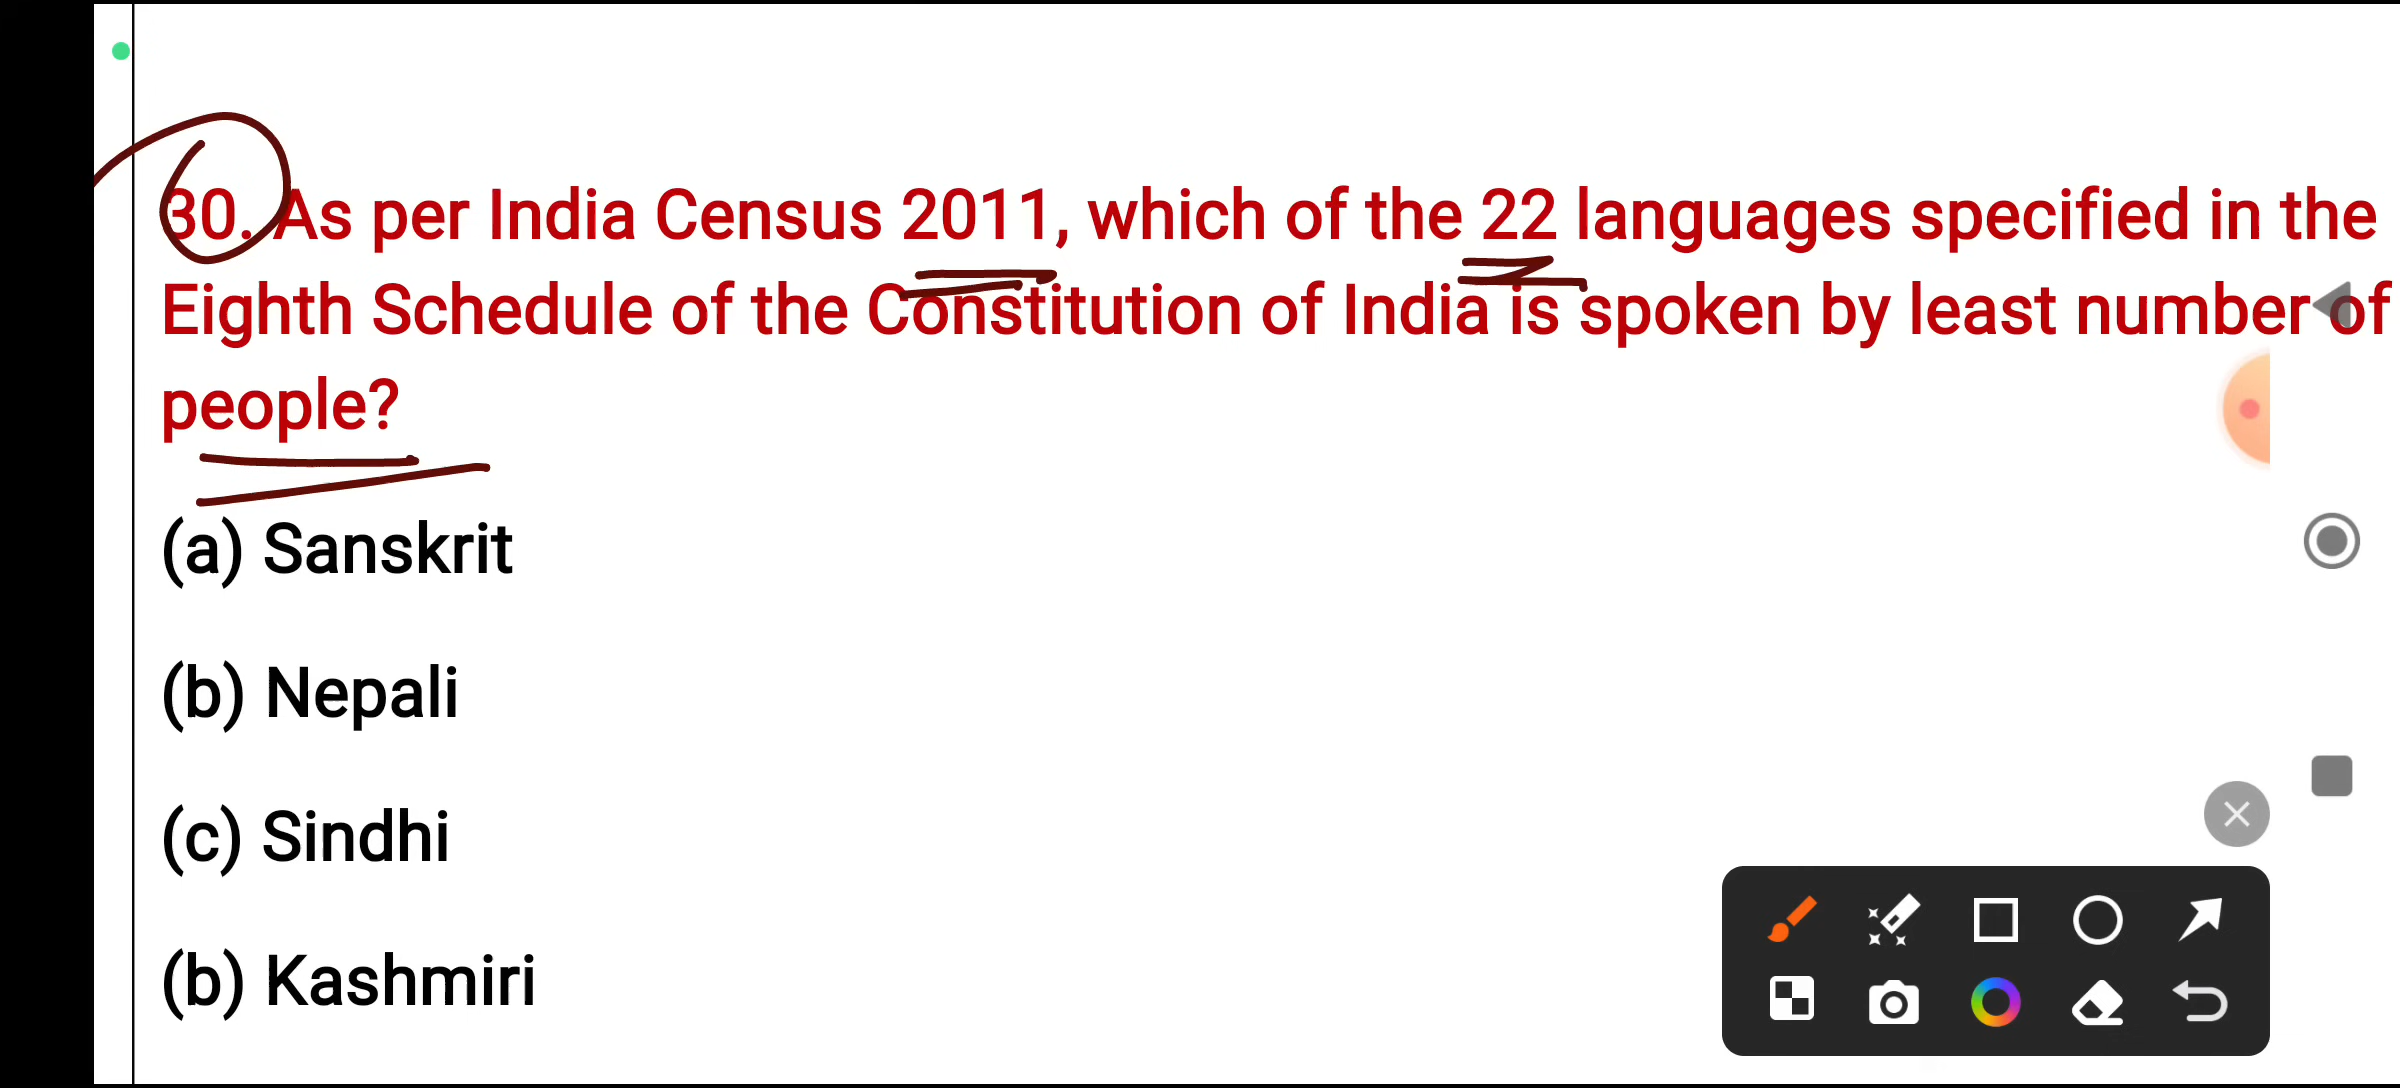 30. As per India Census 2011, which of the 22 languages specified in the
Eighth Schedule of the Constitution of India is spoken by least number of
people?
(a) Sanskrit
(b) Nepali
(c) Sindhi
(b) Kashmiri